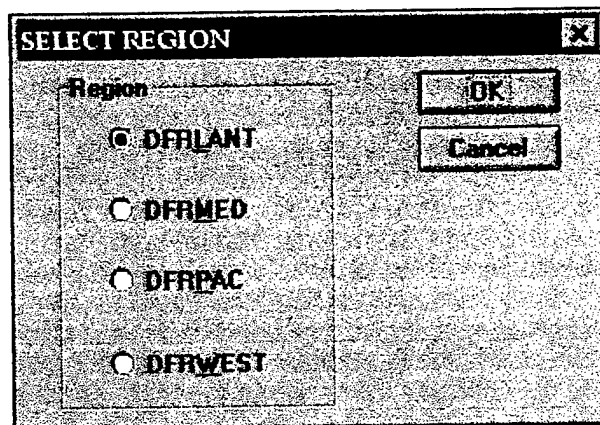 SELECT REGION
Region
OK
DFRLANT
Cancel
DFRMED
DFRPAC
DFRWEST